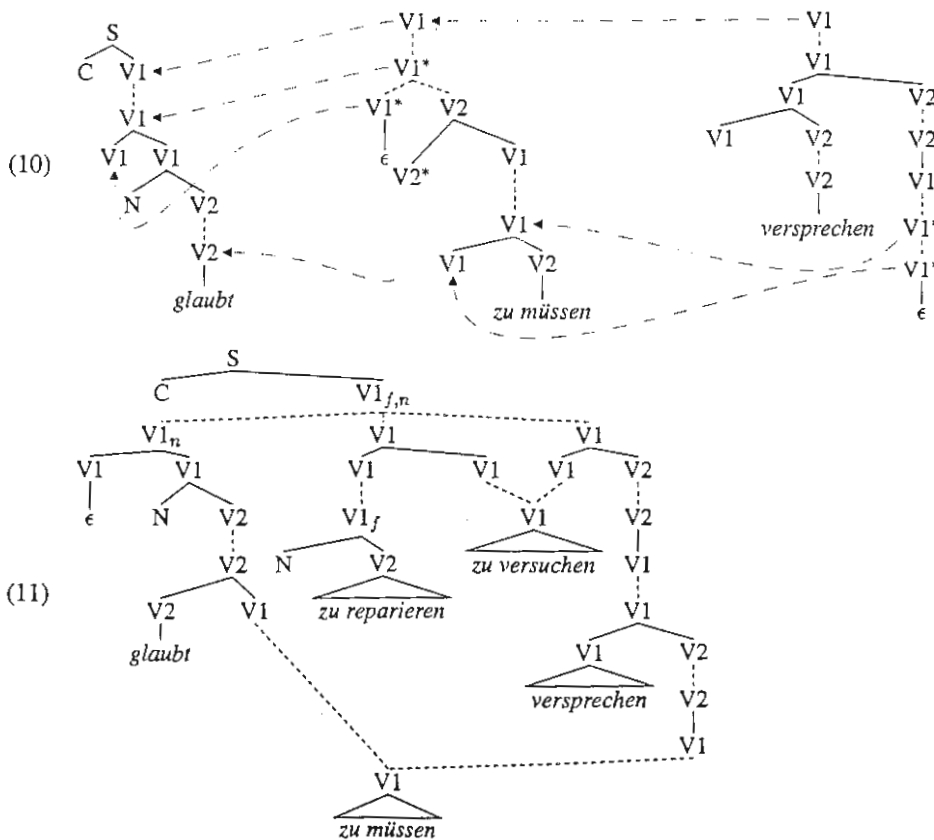 (10)
V1 V1
S
C V1 V1* V1
V1 V1* V2 V1 V2
V1 V1 ϵ V2* V1 V1 V2 V2
N V2 V2 V1
V2 V1 versprechen V1*
glaubt V1 V2 V1*
zu müssen ϵ
(11)
S
C V1f,n
V1n V1 V1
V1 V1 V1 V1 V1 V2
ϵ N V2 V1f V1 V2
V2 N V2 zu versuchen V1
V2 V1 zu reparieren V1
glaubt V1 V2
versprechen V2
V1
V1
zu müssen